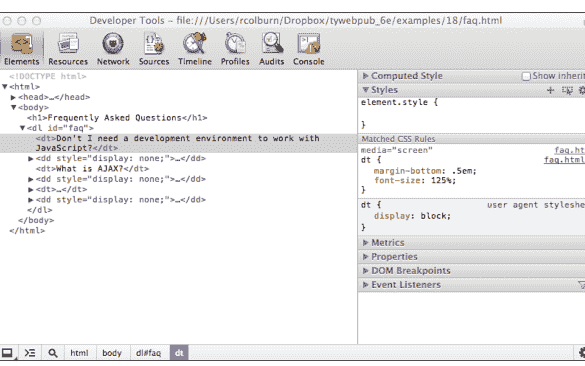 Developer Tools – file:///Users/rcolburn/Dropbox/tywebpub_6e/examples/18/faq.html
Elements Resources Network Sources Timeline Profiles Audits Console
<!DOCTYPE html>
▼<html>
▶<head>…</head>
▼<body>
<h1>Frequently Asked Questions</h1>
▼<dl id="faq">
<dt>Don't I need a development environment to work with
JavaScript?</dt>
▶<dd style="display: none;">…</dd>
<dt>What is AJAX?</dt>
▶<dd style="display: none;">…</dd>
▶<dt>…</dt>
▶<dd style="display: none;">…</dd>
</dl>
</body>
</html>
▶ Computed Style Show inherit
▼ Styles
element.style {
}
Matched CSS Rules
media="screen" faq.ht
dt { faq.htm
margin-bottom: .5em;
font-size: 125%;
}
dt { user agent styleshe
display: block;
}
▶ Metrics
▶ Properties
▶ DOM Breakpoints
▶ Event Listeners
html body dl#faq dt